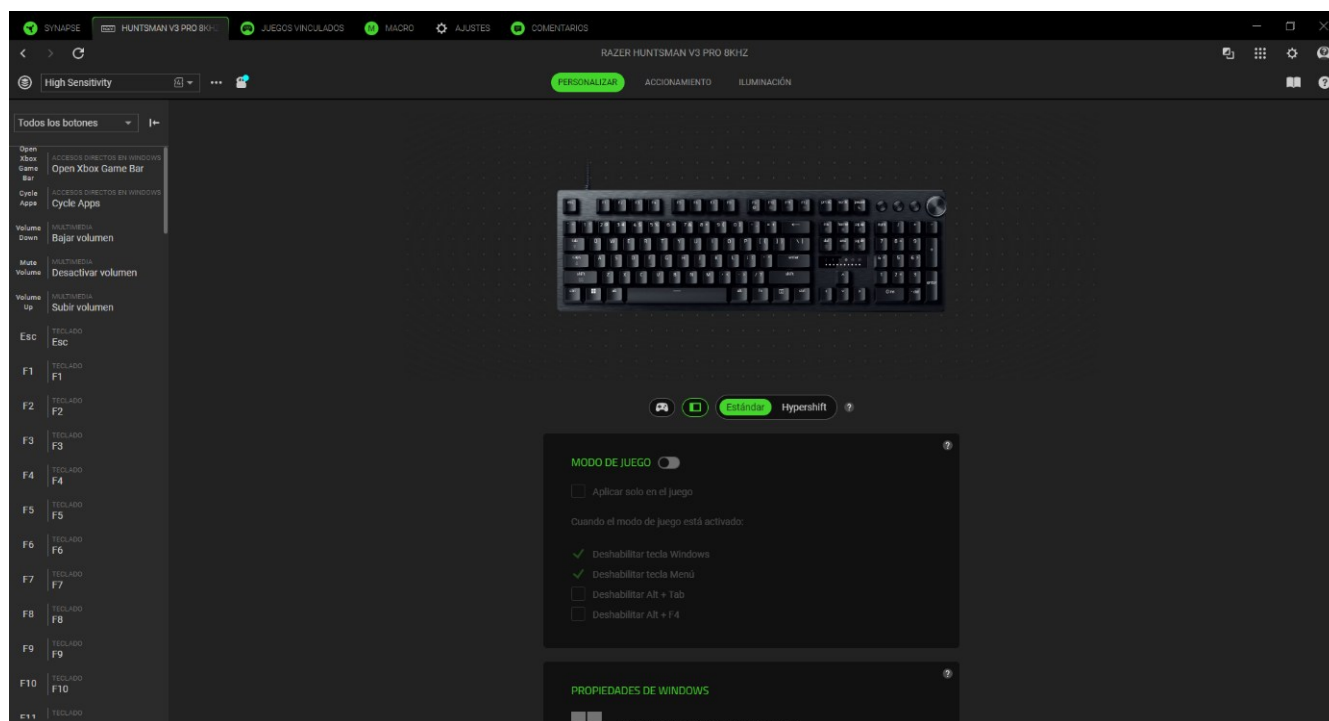 SYNAPSE
HUNTSMAN V3 PRO 8KHZ
JUEGOS VINCULADOS
MACRO
AJUSTES
COMENTARIOS
RAZER HUNTSMAN V3 PRO 8KHZ
High Sensitivity
PERSONALIZAR
ACCIONAMIENTO
ILUMINACIÓN
Todos los botones
Open
Xbox
Game
Bar
ACCESOS DIRECTOS EN WINDOWS
Open Xbox Game Bar
Cycle
Apps
ACCESOS DIRECTOS EN WINDOWS
Cycle Apps
Volume
Down
MULTIMEDIA
Bajar volumen
Mute
Volume
MULTIMEDIA
Desactivar volumen
Volume
Up
MULTIMEDIA
Subir volumen
Esc
TECLADO
Esc
F1
TECLADO
F1
F2
TECLADO
F2
F3
TECLADO
F3
F4
TECLADO
F4
F5
TECLADO
F5
F6
TECLADO
F6
F7
TECLADO
F7
F8
TECLADO
F8
F9
TECLADO
F9
F10
TECLADO
F10
F11
TECLADO
Estándar
Hypershift
?
MODO DE JUEGO
?
Aplicar solo en el juego
Cuando el modo de juego está activado:
Deshabilitar tecla Windows
Deshabilitar tecla Menú
Deshabilitar Alt + Tab
Deshabilitar Alt + F4
PROPIEDADES DE WINDOWS
?